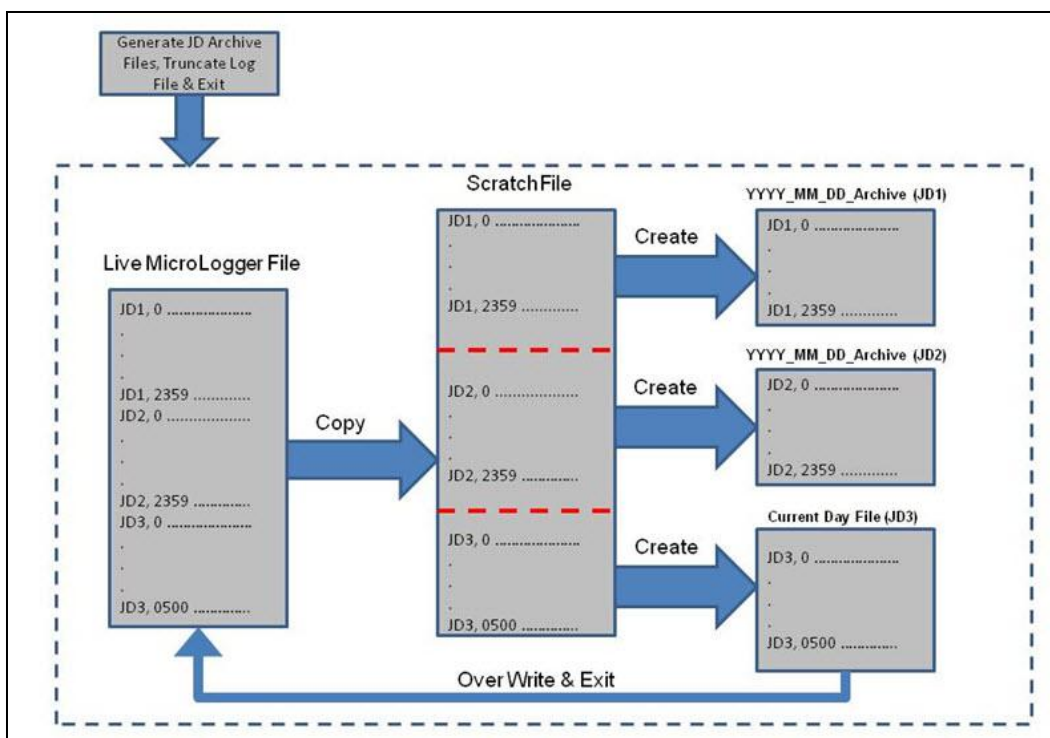 Generate JD Archive
Files, Truncate Log
File & Exit
Live MicroLogger File
JD1, 0 ......................
.
.
.
JD1, 2359 ..............
JD2, 0 ......................
.
.
.
JD2, 2359 ..............
JD3, 0 ......................
.
.
.
JD3, 0500 ..............
Copy
Scratch File
JD1, 0 ......................
.
.
.
JD1, 2359 .............
JD2, 0 ......................
.
.
.
JD2, 2359 ..............
JD3, 0 ......................
.
.
.
JD3, 0500 ..............
Create
YYYY_MM_DD_Archive (JD1)
JD1, 0 ......................
.
.
.
JD1, 2359 .............
Create
YYYY_MM_DD_Archive (JD2)
JD2, 0 ......................
.
.
.
JD2, 2359 .............
Create
Current Day File (JD3)
JD3, 0 ......................
.
.
.
JD3, 0500 ..............
Over Write & Exit